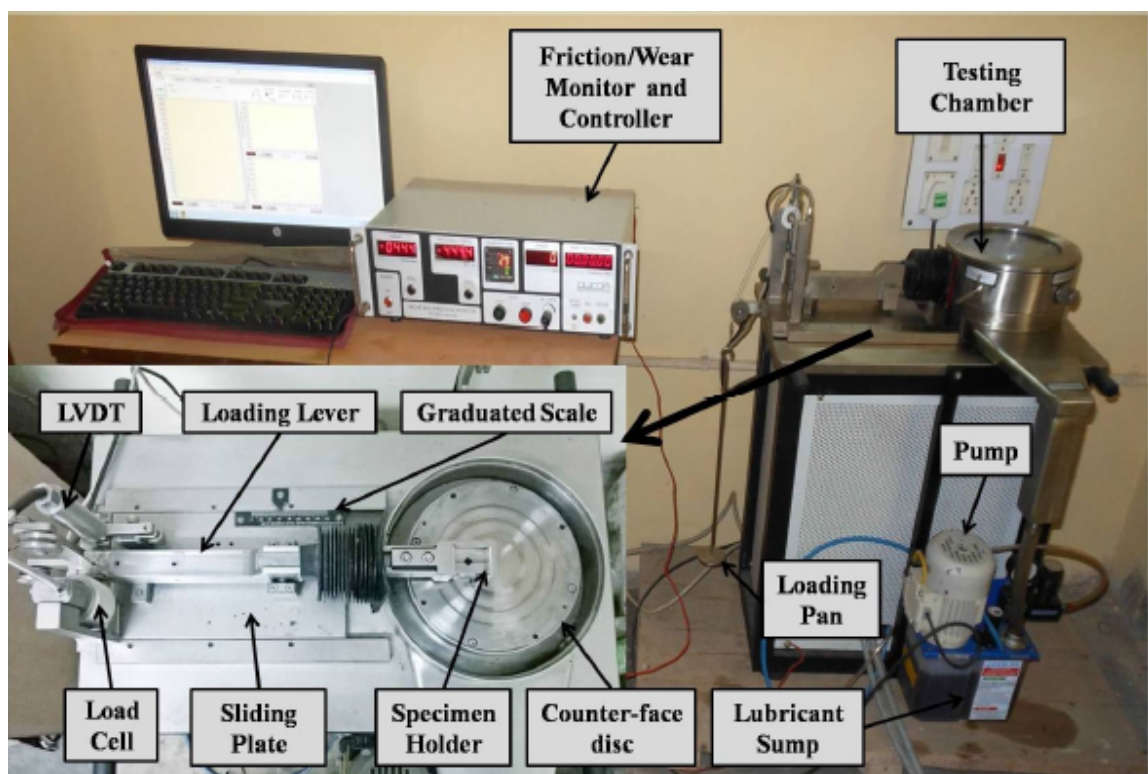 Friction/Wear
Monitor and
Controller
Testing
Chamber
LVDT
Loading Lever
Graduated Scale
Pump
Loading
Pan
Load
Cell
Sliding
Plate
Specimen
Holder
Counter-face
disc
Lubricant
Sump
DUCOM